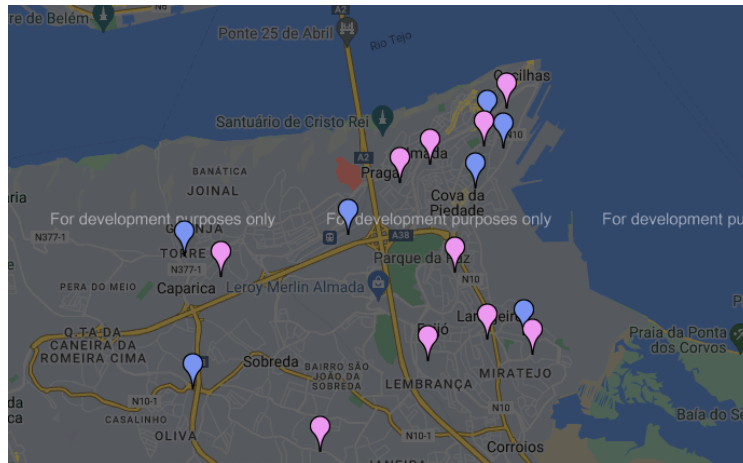 re de Belém
N6
A2
Ponte 25 de Abril
Rio Tejo
Cacilhas
Santuário de Cristo Rei
N10
A2
BANÁTICA
Pragal
JOINAL
Cova da
Piedade
For development purposes only
For development purposes only
For development pu
N377-1
TORRE
A38
N377-1
Parque da Paz
N10
PERA DO MEIO
Caparica
Leroy Merlin Almada
Q.TA DA
CANEIRA DA
ROMEIRA CIMA
Praia da Ponta
dos Corvos
Sobreda
BAIRRO SÃO
JOÃO DA
SOBREDA
MIRATEJO
LEMBRANÇA
N10-1
CASALINHO
N10
Baía do Se
OLIVA
N10-1
Corroios